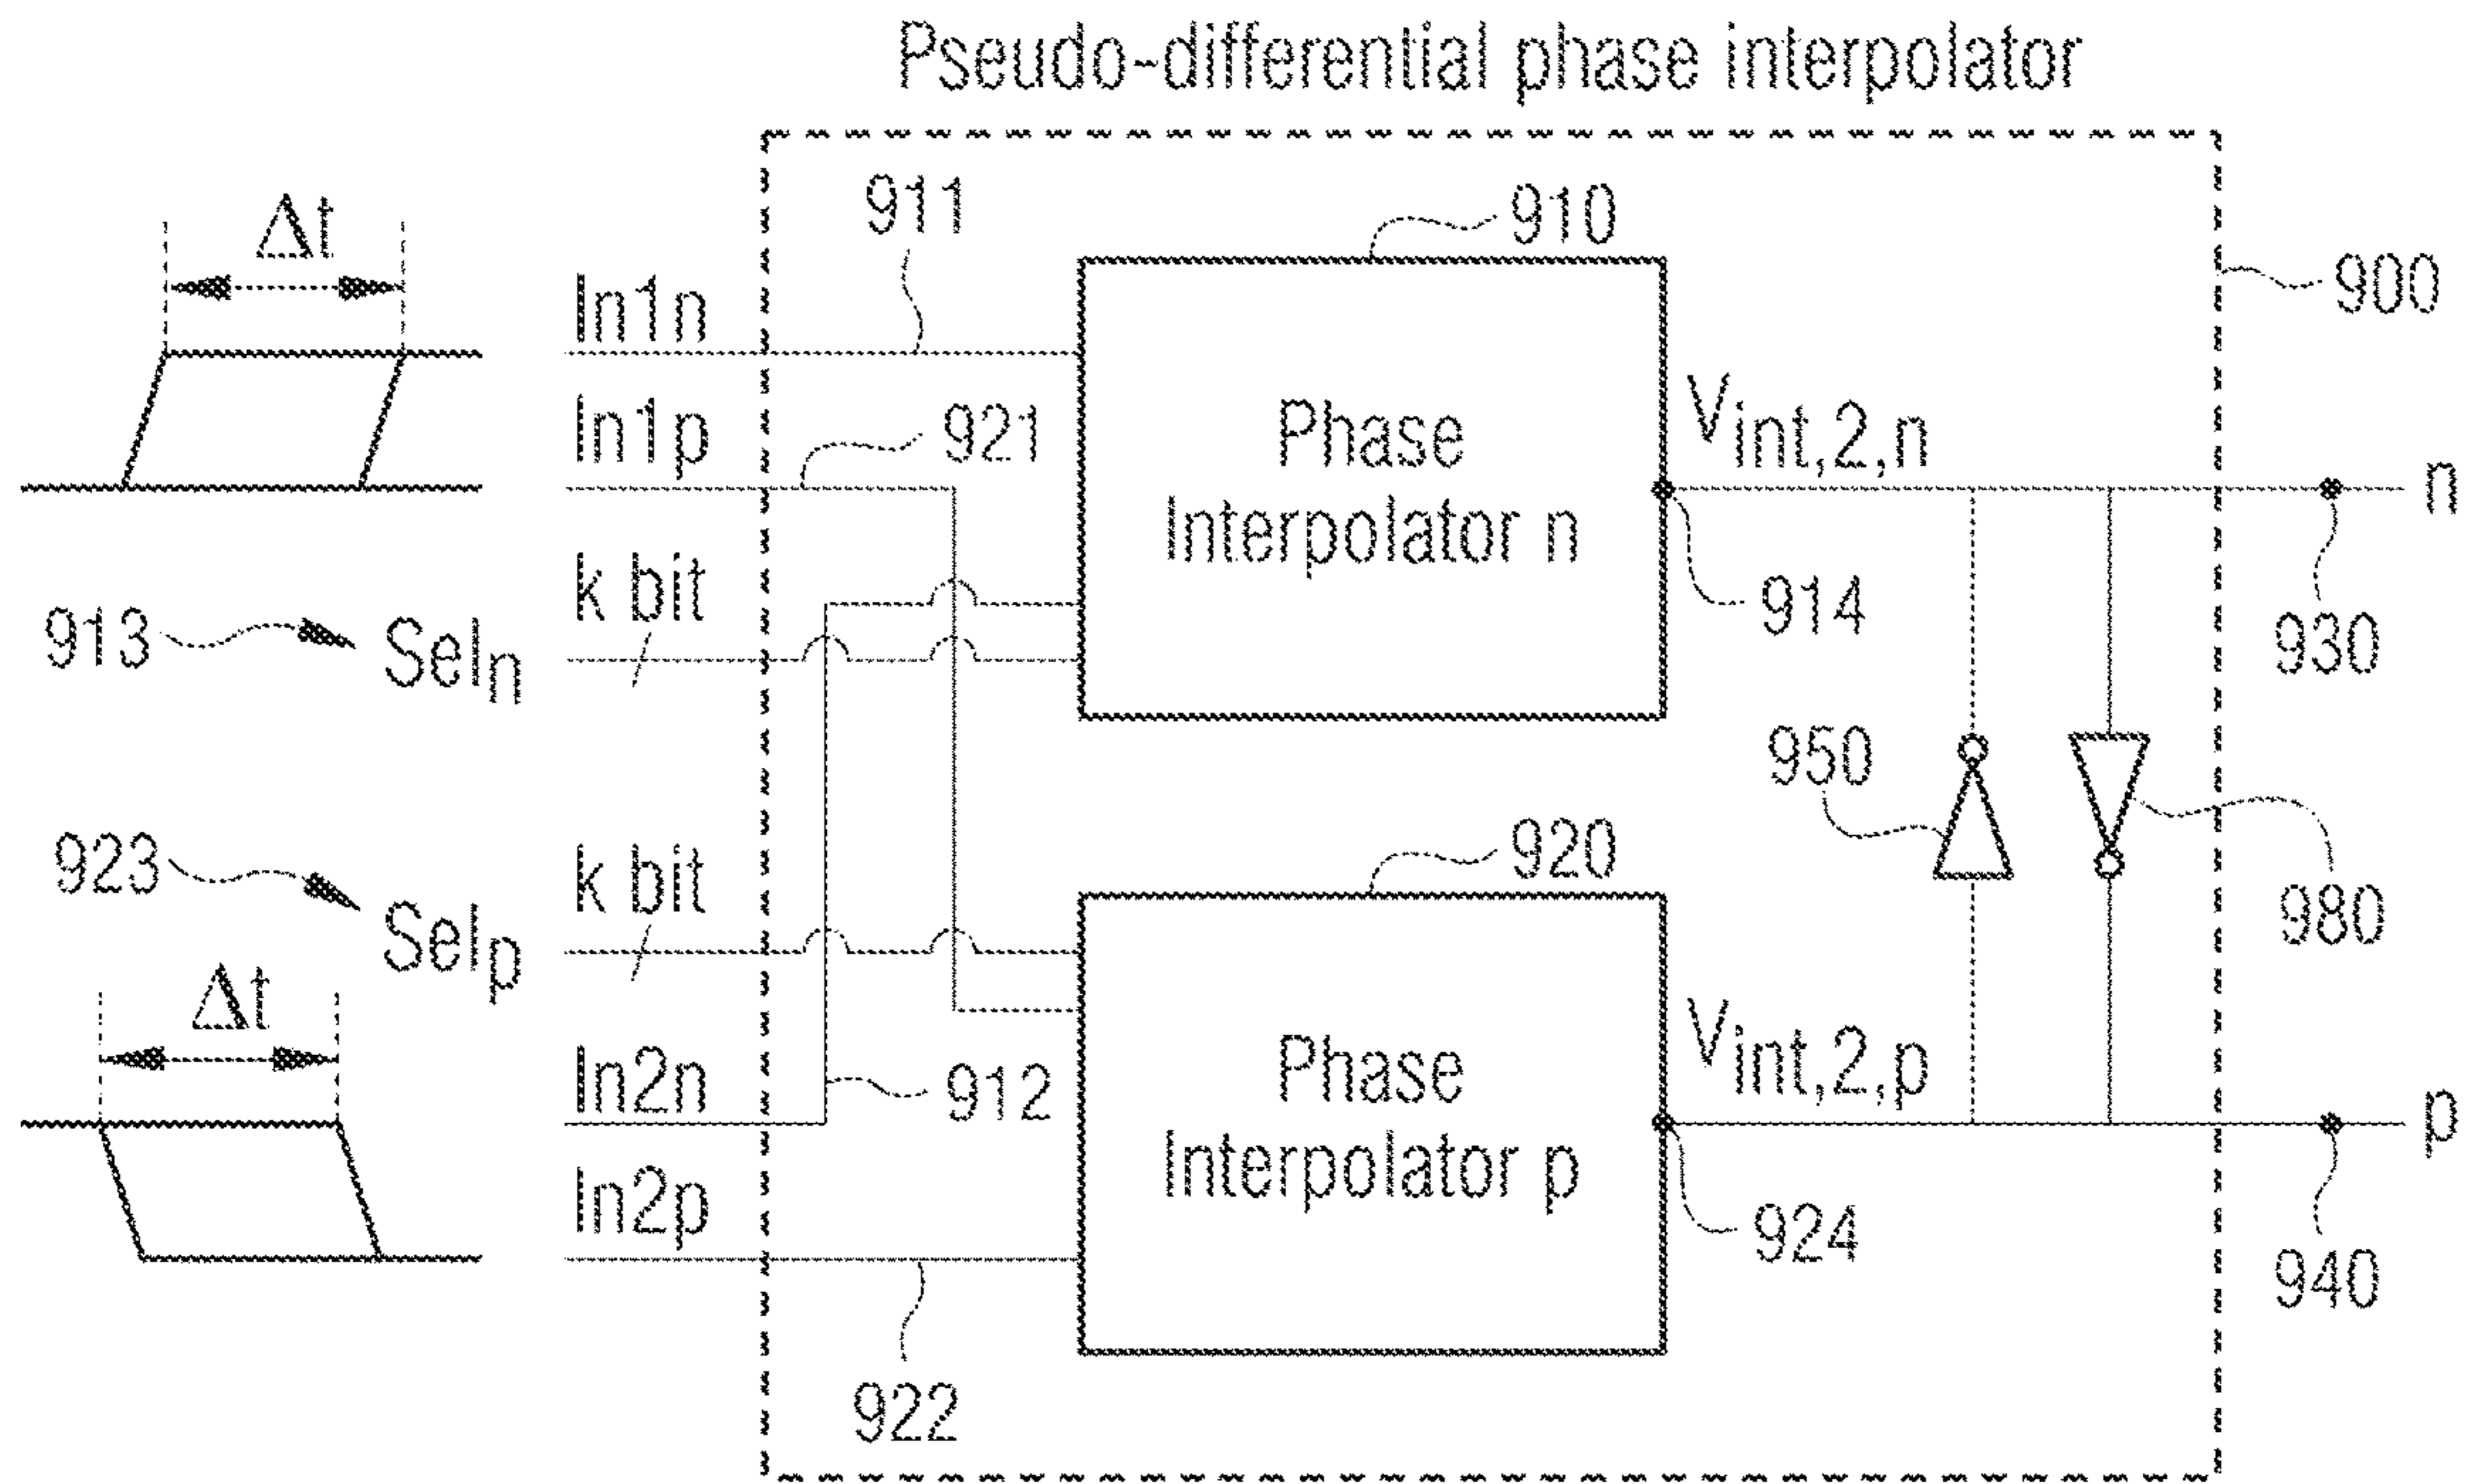 Pseudo-differential phase interpolator
911
910
Δt
In1n
900
In1p
921
Phase
Interpolator n
Vint,2,n
n
k bit
914
930
913
Seln
950
980
923
k bit
920
Selp
Δt
In2n
912
Phase
Interpolator p
Vint,2,p
p
In2p
924
940
922